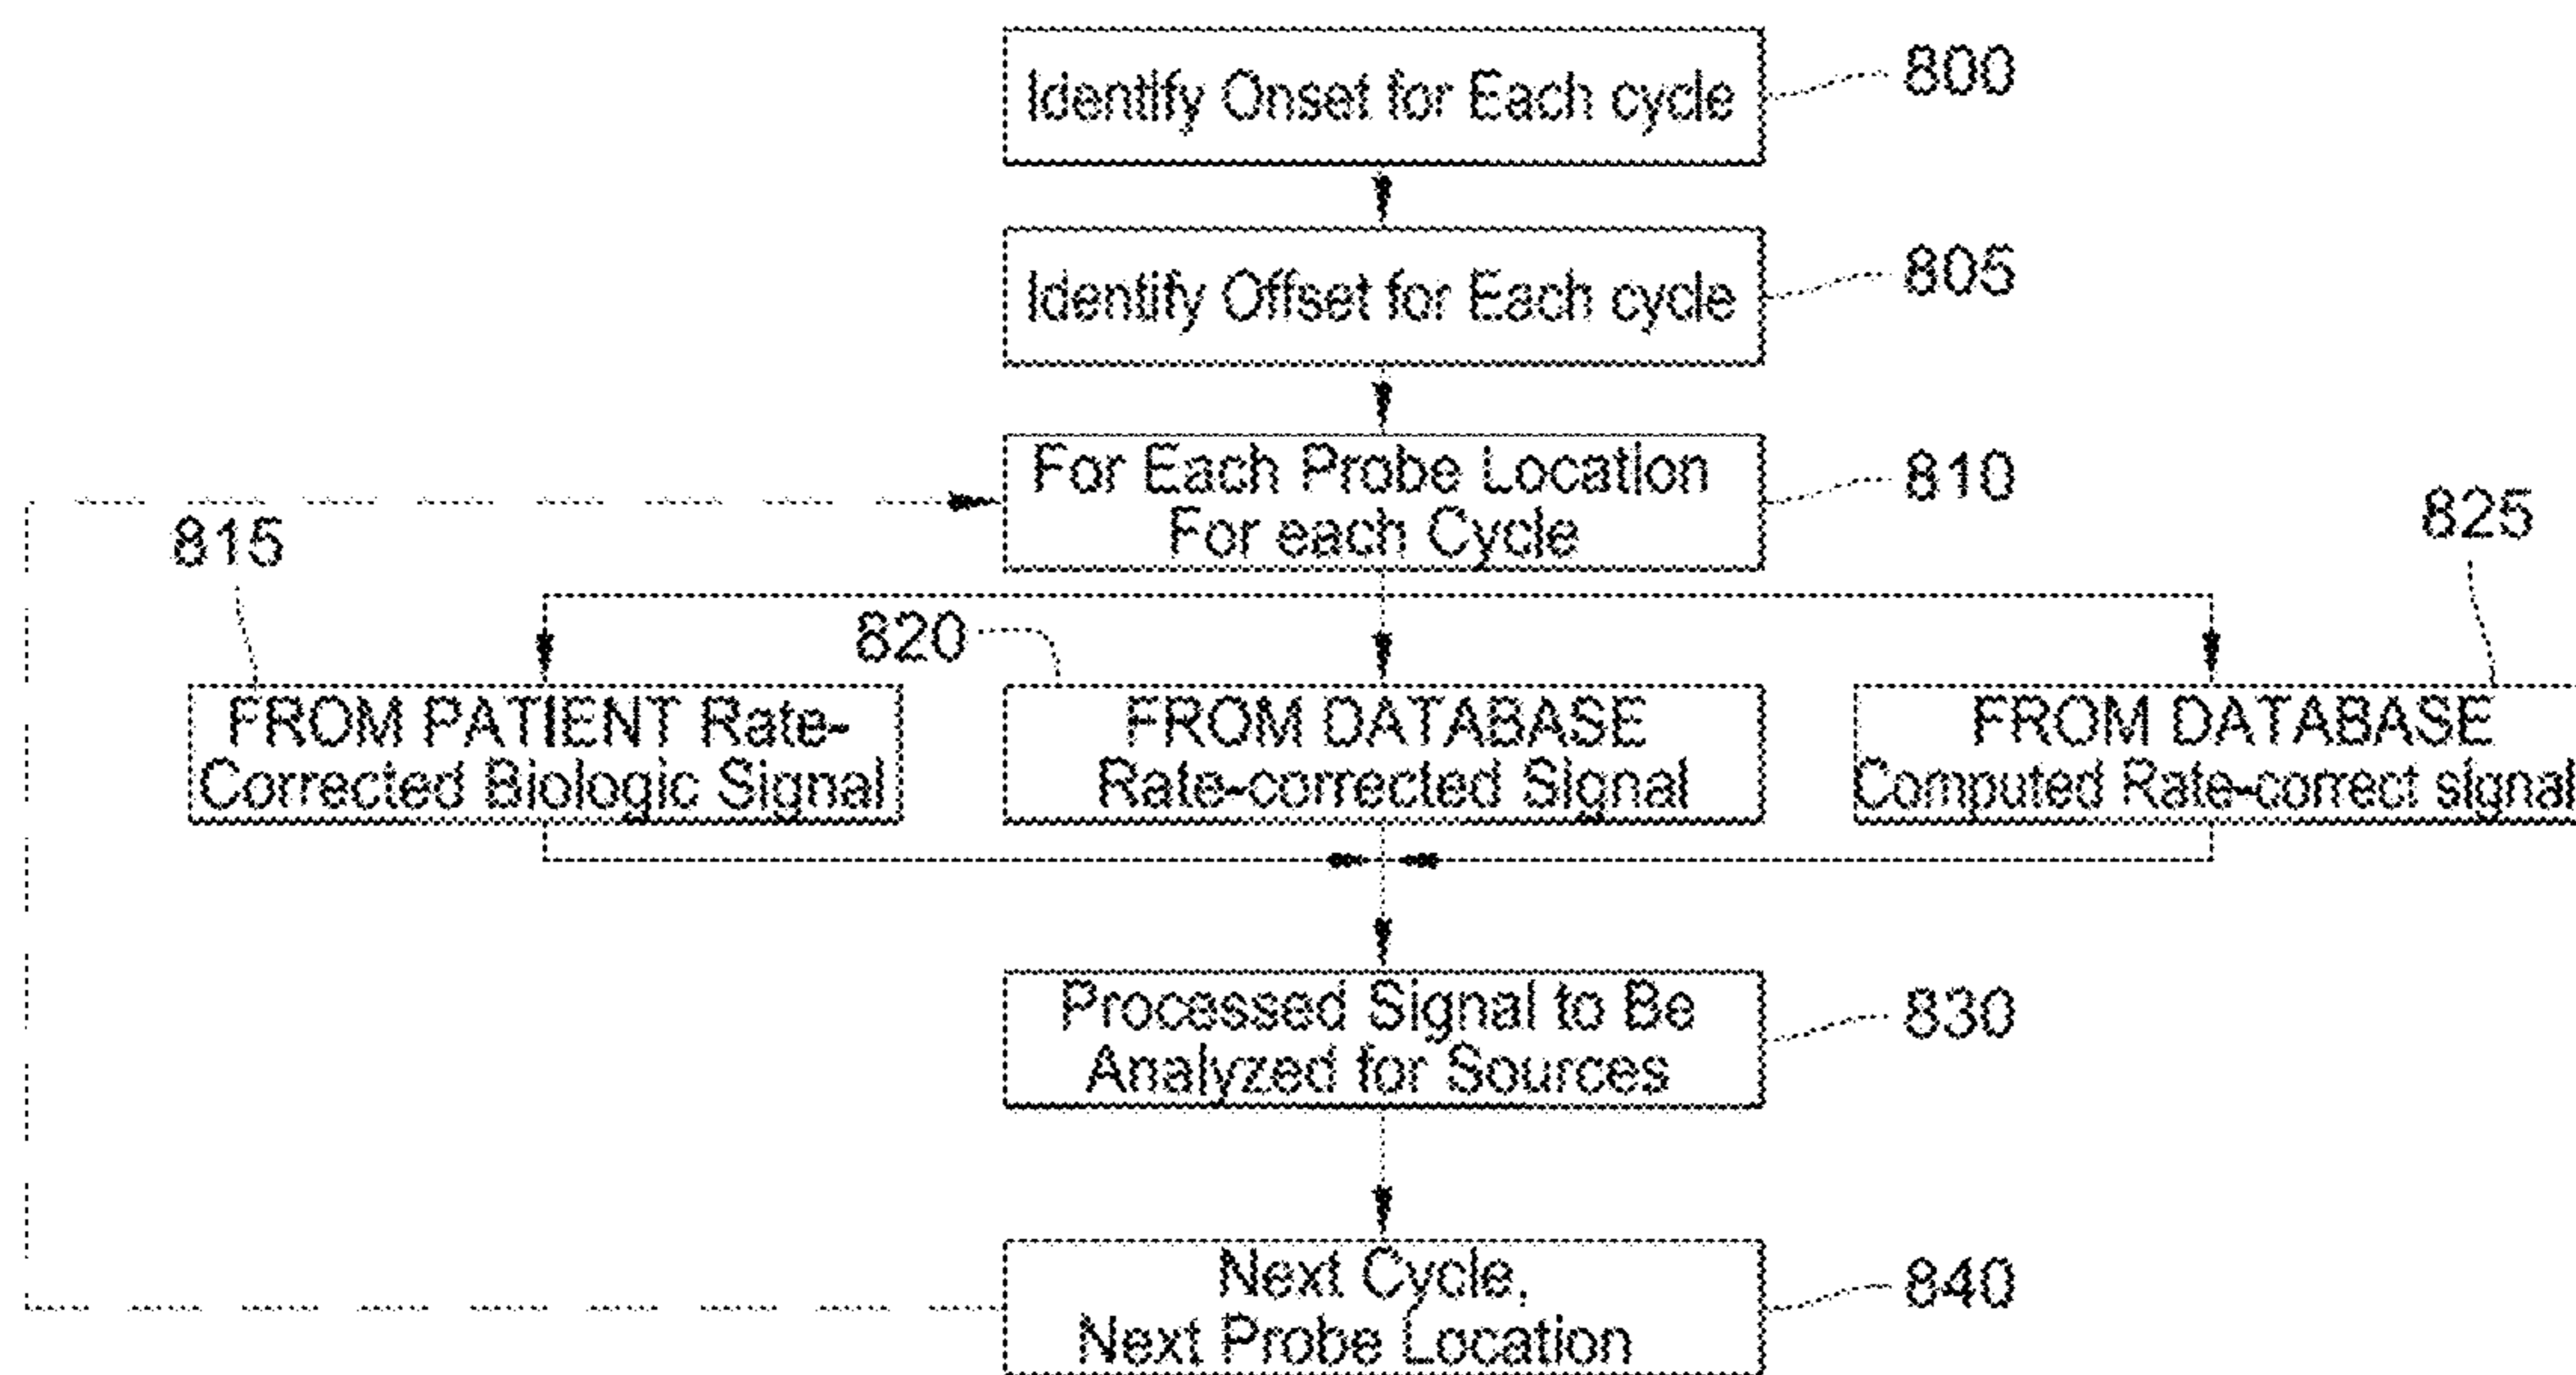 Identify Onset for Each cycle
800
Identify Offset for Each cycle
805
For Each Probe Location
For each Cycle
810
815
820
825
FROM PATIENT Rate-
Corrected Biologic Signal
FROM DATABASE
Rate-corrected Signal
FROM DATABASE
Computed Rate-correct signal
Processed Signal to Be
Analyzed for Sources
830
Next Cycle,
Next Probe Location
840